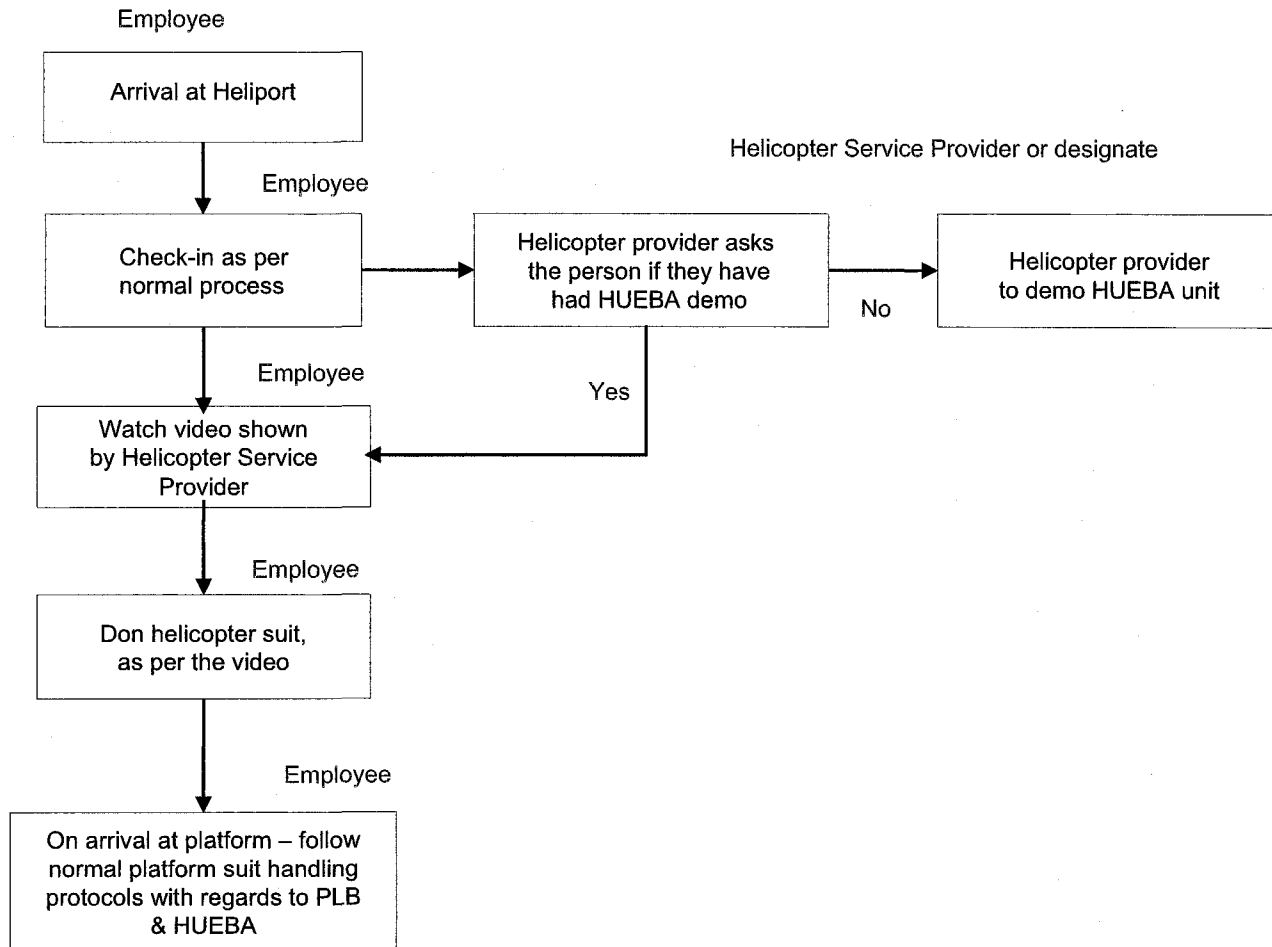 Employee
Arrival at Heliport
Helicopter Service Provider or designate
Employee
Check-in as per
normal process
Helicopter provider asks
the person if they have
had HUEBA demo
No
Helicopter provider
to demo HUEBA unit
Employee
Yes
Watch video shown
by Helicopter Service
Provider
Employee
Don helicopter suit,
as per the video
Employee
On arrival at platform – follow
normal platform suit handling
protocols with regards to PLB
& HUEBA